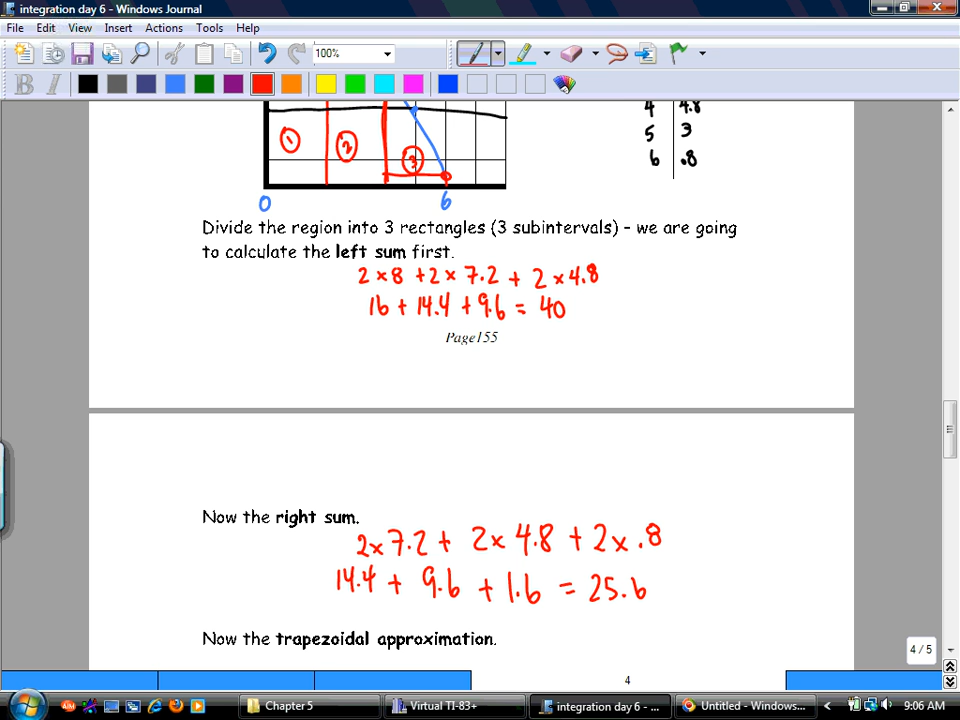 integration day 6 - Windows Journal
File Edit View Insert Actions Tools Help
100%
B I
① ② ③
0 6
4 4.8
5 3
6 .8
Divide the region into 3 rectangles (3 subintervals) - we are going
to calculate the left sum first.
2 × 8 + 2 × 7.2 + 2 × 4.8
16 + 14.4 + 9.6 = 40
Page155
Now the right sum.
2 × 7.2 + 2 × 4.8 + 2 × .8
14.4 + 9.6 + 1.6 = 25.6
Now the trapezoidal approximation.
4 / 5
4
Chapter 5
Virtual TI-83+
integration day 6 - ...
Untitled - Windows...
9:06 AM